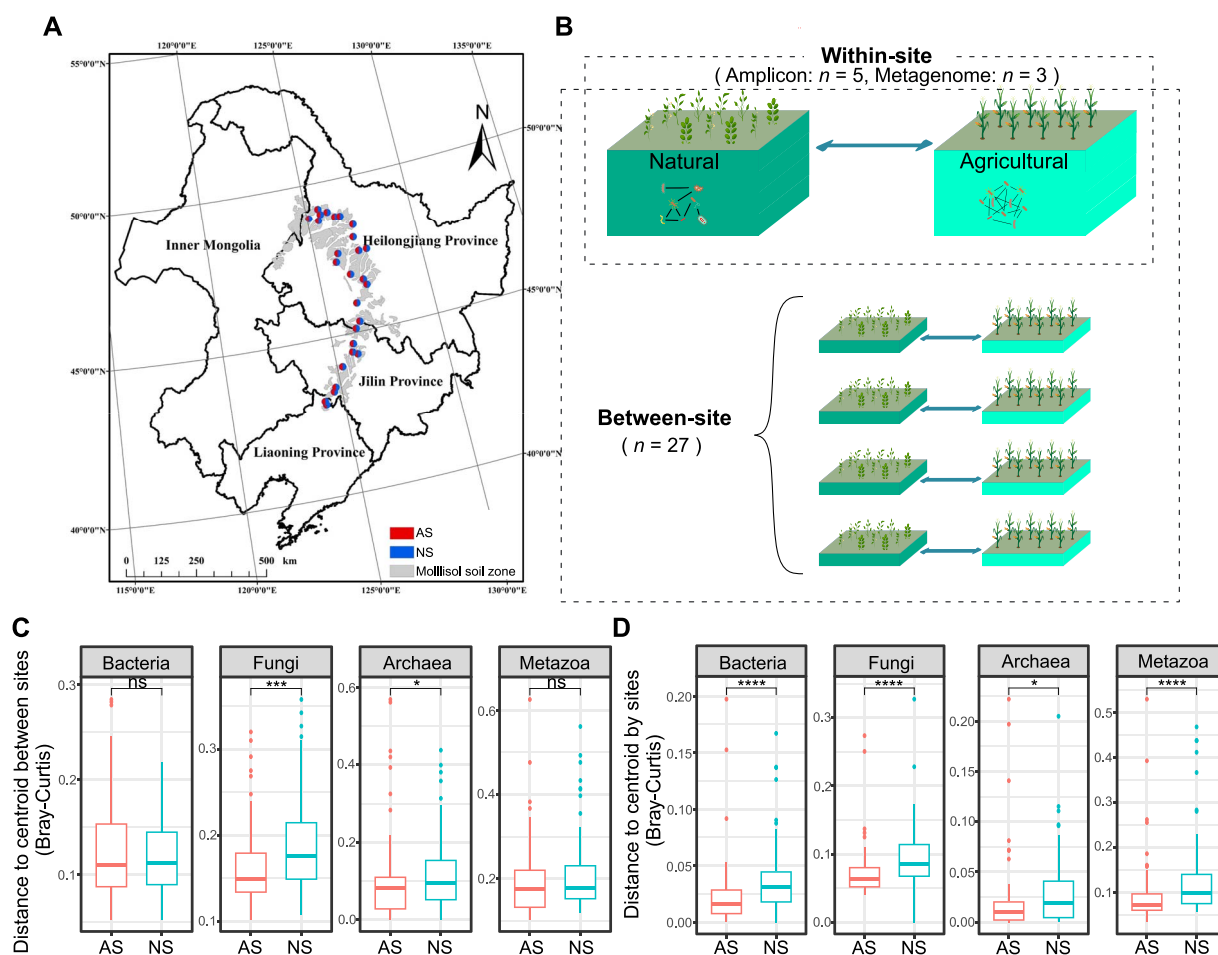 A
120°0'0"E
125°0'0"E
130°0'0"E
135°0'0"E
55°0'0"N
50°0'0"N
N
50°0'0"N
Inner Mongolia
Heilongjiang Province
45°0'0"N
45°0'0"N
Jilin Province
Liaoning Province
40°0'0"N
40°0'0"N
AS
NS
Molllisol soil zone
0 125 250 500 km
115°0'0"E
120°0'0"E
125°0'0"E
130°0'0"E
B
Within-site
( Amplicon: n = 5, Metagenome: n = 3 )
Natural
Agricultural
Between-site
( n = 27 )
C
Distance to centroid between sites
(Bray-Curtis)
Bacteria
ns
0.3
0.2
0.1
AS NS
Fungi
***
0.3
0.2
0.1
AS NS
Archaea
*
0.6
0.4
0.2
0.0
AS NS
Metazoa
ns
0.6
0.4
0.2
AS NS
D
Distance to centroid by sites
(Bray-Curtis)
Bacteria
****
0.20
0.15
0.10
0.05
0.00
AS NS
Fungi
****
0.3
0.2
0.1
0.0
AS NS
Archaea
*
0.20
0.15
0.10
0.05
0.00
AS NS
Metazoa
****
0.5
0.4
0.3
0.2
0.1
AS NS